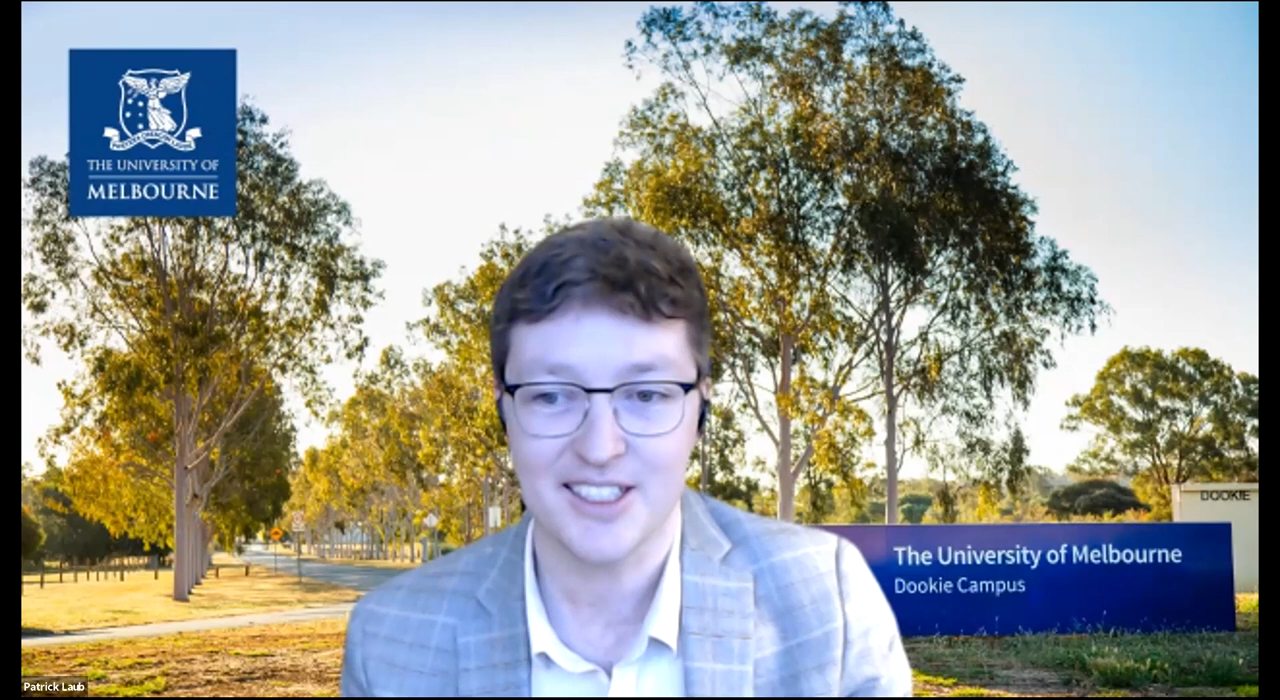 THE UNIVERSITY OF
MELBOURNE
DOOKIE
The University of Melbourne
Dookie Campus
Patrick Laub